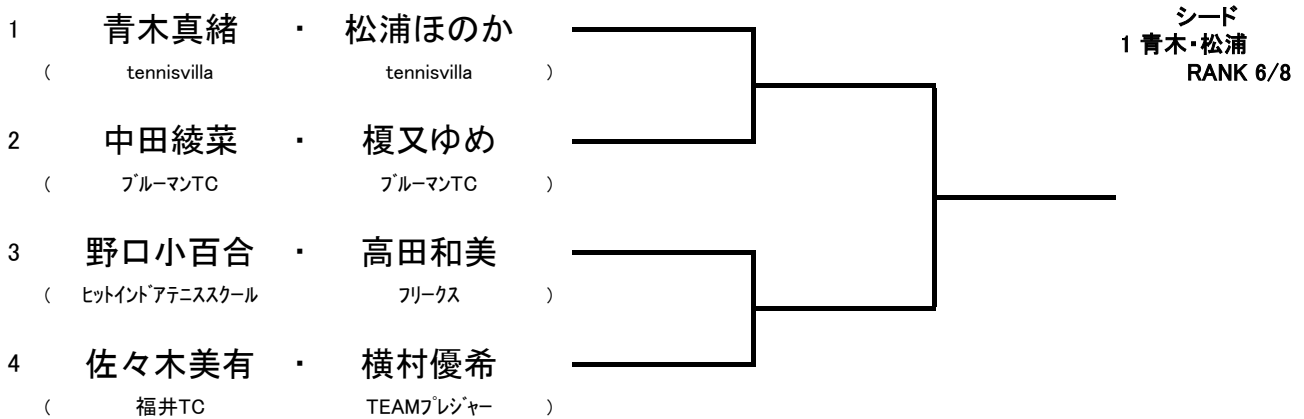 シード
1 青木・松浦
RANK 6/8
1 青木真緒 ・ 松浦ほのか
( tennisvilla tennisvilla )
2 中田綾菜 ・ 榎又ゆめ
( ﾌﾞﾙｰﾏﾝTC ﾌﾞﾙｰﾏﾝTC )
3 野口小百合 ・ 高田和美
( ﾋｯﾄｲﾝﾄﾞｱﾃﾆｽｽｸｰﾙ ﾌﾘｰｸｽ )
4 佐々木美有 ・ 横村優希
( 福井TC TEAMﾌﾟﾚｼﾞｬｰ )